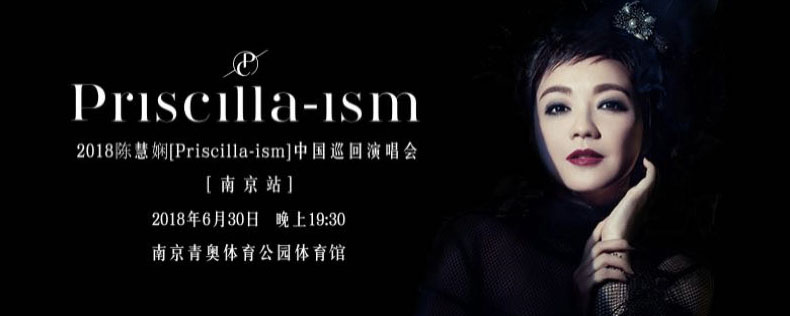 PC
Priscilla-ism
2018陈慧娴[Priscilla-ism]中国巡回演唱会
[南京站]
2018年6月30日 晚上19:30
南京青奥体育公园体育馆